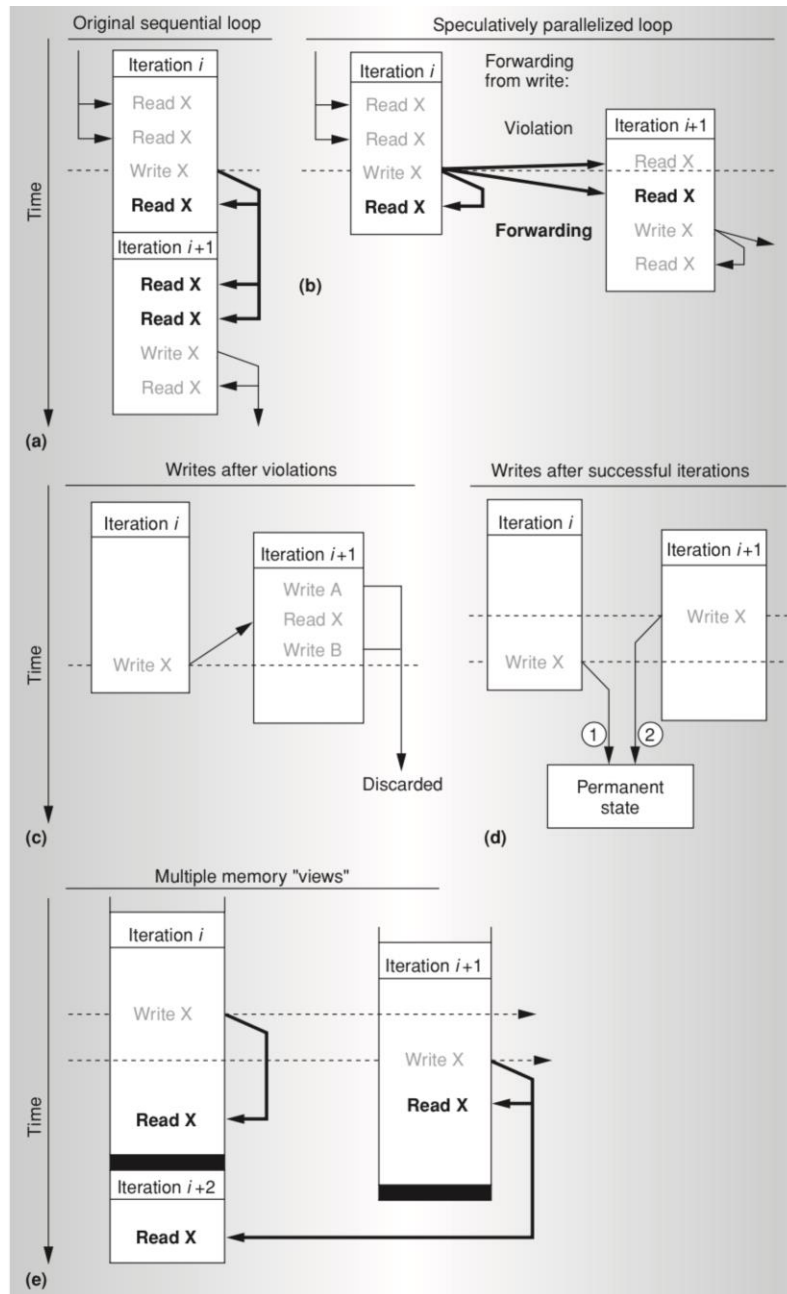 Original sequential loop
Time
Iteration i
Read X
Read X
Write X
Read X
Iteration i+1
Read X
Read X
Write X
Read X
(a)
Speculatively parallelized loop
Iteration i
Read X
Read X
Write X
Read X
Forwarding
from write:
Violation
Forwarding
Iteration i+1
Read X
Read X
Write X
Read X
(b)
Writes after violations
Time
Iteration i
Write X
Iteration i+1
Write A
Read X
Write B
Discarded
(c)
Writes after successful iterations
Iteration i
Write X
Iteration i+1
Write X
1
2
Permanent
state
(d)
Multiple memory "views"
Time
Iteration i
Write X
Read X
Iteration i+2
Read X
Iteration i+1
Write X
Read X
(e)